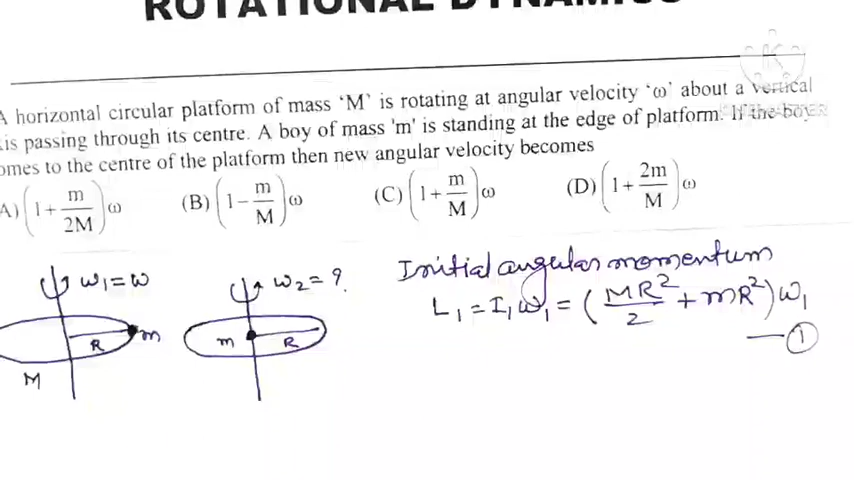 ROTATIONAL DYNAMICS
A horizontal circular platform of mass 'M' is rotating at angular velocity 'ω' about a vertical
is passing through its centre. A boy of mass 'm' is standing at the edge of platform. If the boy
omes to the centre of the platform then new angular velocity becomes
A) (1 + m/2M) ω (B) (1 − m/M) ω (C) (1 + m/M) ω (D) (1 + 2m/M) ω
ω₁ = ω
ω₂ = ?
Initial angular momentum
L₁ = I₁ω₁ = (MR²/2 + mR²) ω₁
— ①
R m
m R
M